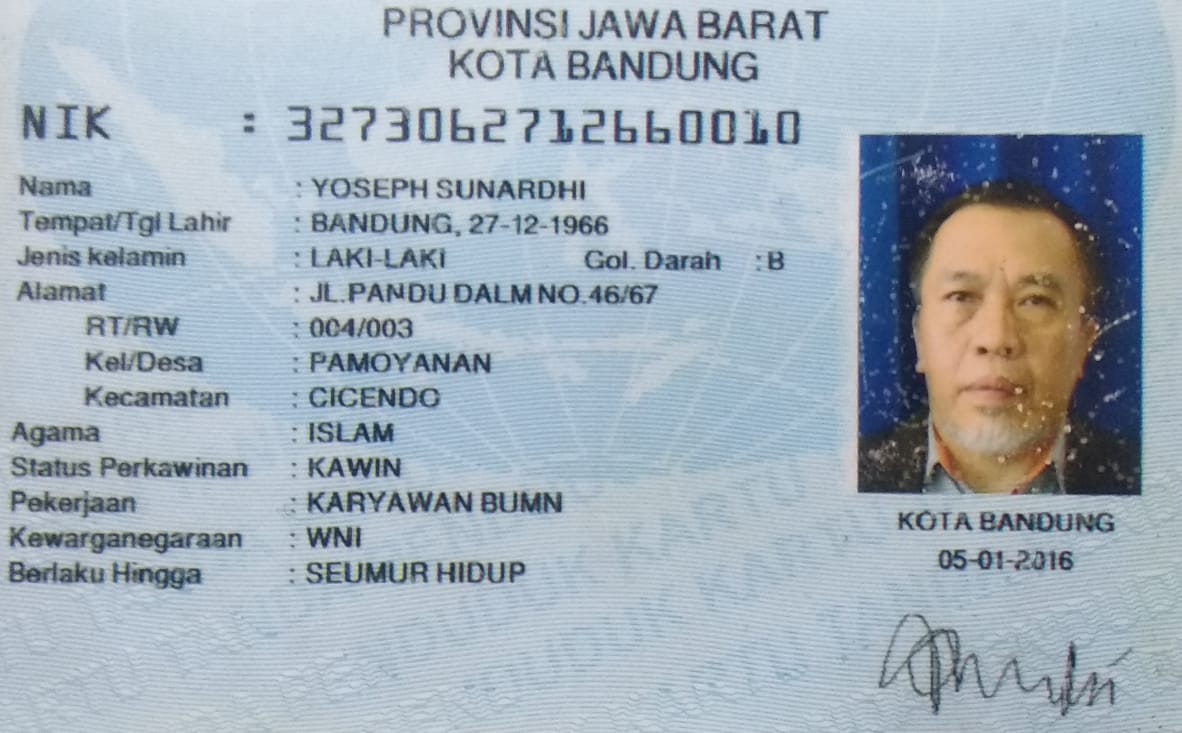 PROVINSI JAWA BARAT
KOTA BANDUNG
NIK : 3273062712660010
Nama : YOSEPH SUNARDHI
Tempat/Tgl Lahir : BANDUNG, 27-12-1966
Jenis kelamin : LAKI-LAKI Gol. Darah : B
Alamat : JL.PANDU DALM NO.46/67
RT/RW : 004/003
Kel/Desa : PAMOYANAN
Kecamatan : CICENDO
Agama : ISLAM
Status Perkawinan : KAWIN
Pekerjaan : KARYAWAN BUMN
Kewarganegaraan : WNI
Berlaku Hingga : SEUMUR HIDUP
KOTA BANDUNG
05-01-2016